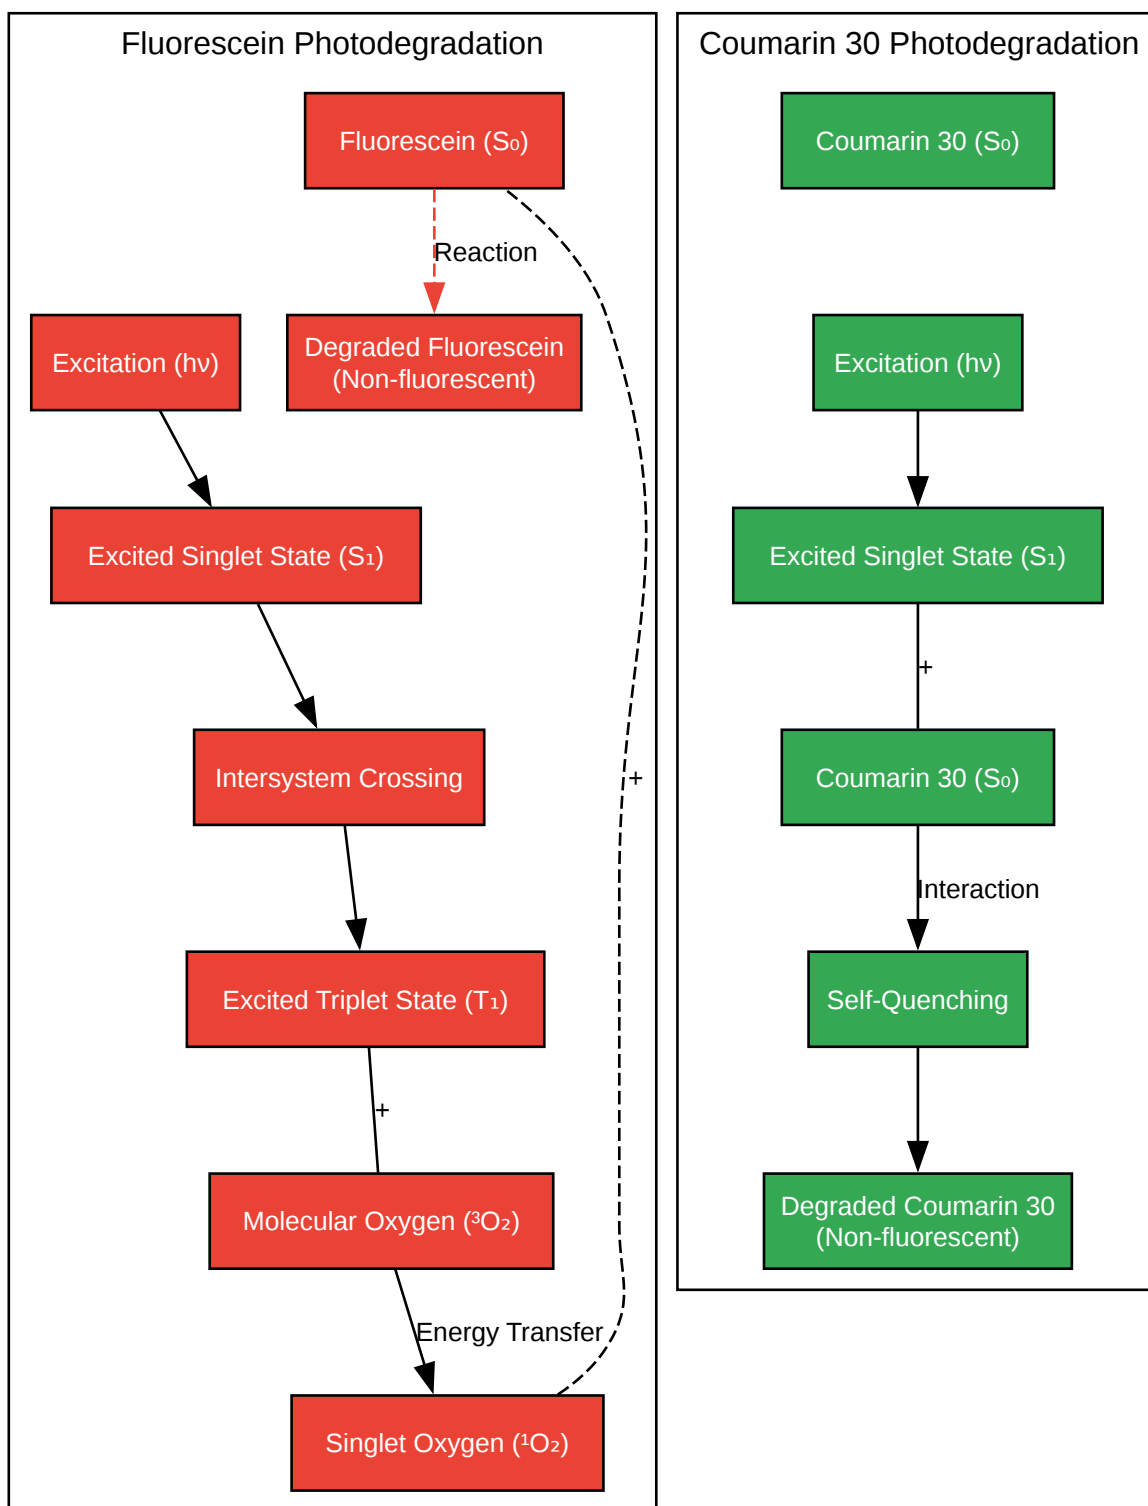 Fluorescein Photodegradation
Fluorescein (S₀)
Reaction
Excitation (hν)
Degraded Fluorescein
(Non-fluorescent)
Excited Singlet State (S₁)
Intersystem Crossing
+
Excited Triplet State (T₁)
+
Molecular Oxygen (³O₂)
Energy Transfer
Singlet Oxygen (¹O₂)
Coumarin 30 Photodegradation
Coumarin 30 (S₀)
Excitation (hν)
Excited Singlet State (S₁)
+
Coumarin 30 (S₀)
Interaction
Self-Quenching
Degraded Coumarin 30
(Non-fluorescent)